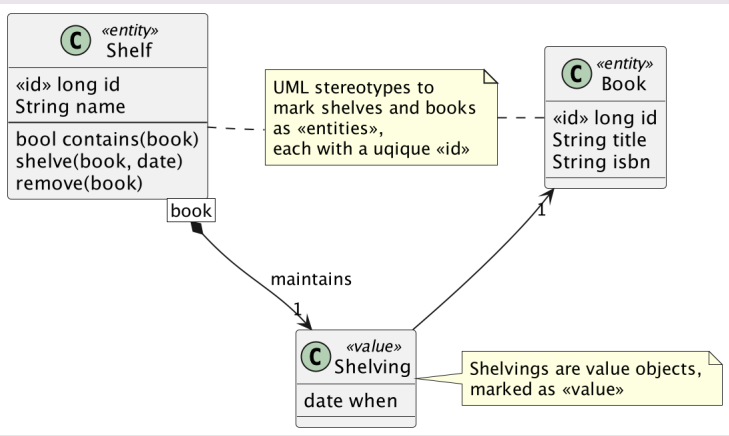 C «entity»
Shelf
«id» long id
String name
bool contains(book)
shelve(book, date)
remove(book)
book
UML stereotypes to
mark shelves and books
as «entities»,
each with a uqique «id»
C «entity»
Book
«id» long id
String title
String isbn
1
maintains
1
C «value»
Shelving
date when
Shelvings are value objects,
marked as «value»